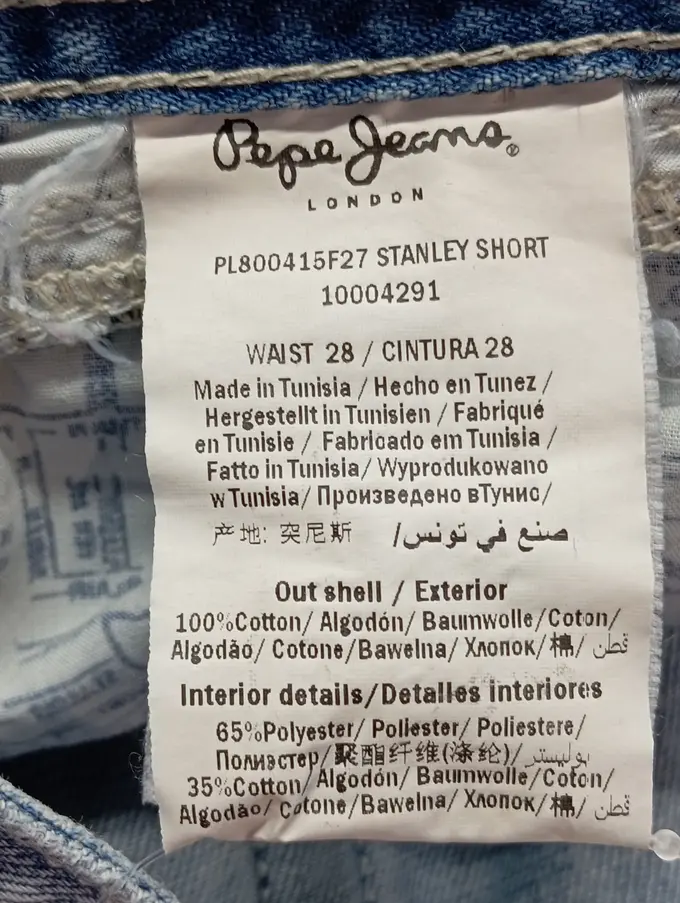 Pepe Jeans®
LONDON
PL800415F27 STANLEY SHORT
10004291
WAIST 28 / CINTURA 28
Made in Tunisia / Hecho en Tunez /
Hergestellt in Tunisien / Fabriqué
en Tunisie / Fabricado em Tunisia /
Fatto in Tunisia / Wyprodukowano
w Tunisia / Произведено вТунис /
产地: 突尼斯 / صنع في تونس
Out shell / Exterior
100%Cotton/ Algodón/ Baumwolle/Coton/
Algodão/ Cotone/Bawelna/ Хлопок/棉/ قطن
Interior details/Detalles interiores
65%Polyester/ Poliester/ Poliestere/
Полиэстер/聚酯纤维(涤纶)/ بوليستر
35%Cotton/ Algodón/ Baumwolle/Coton/
Algodão/ Cotone/Bawelna/ Хлопок/棉/ قطن